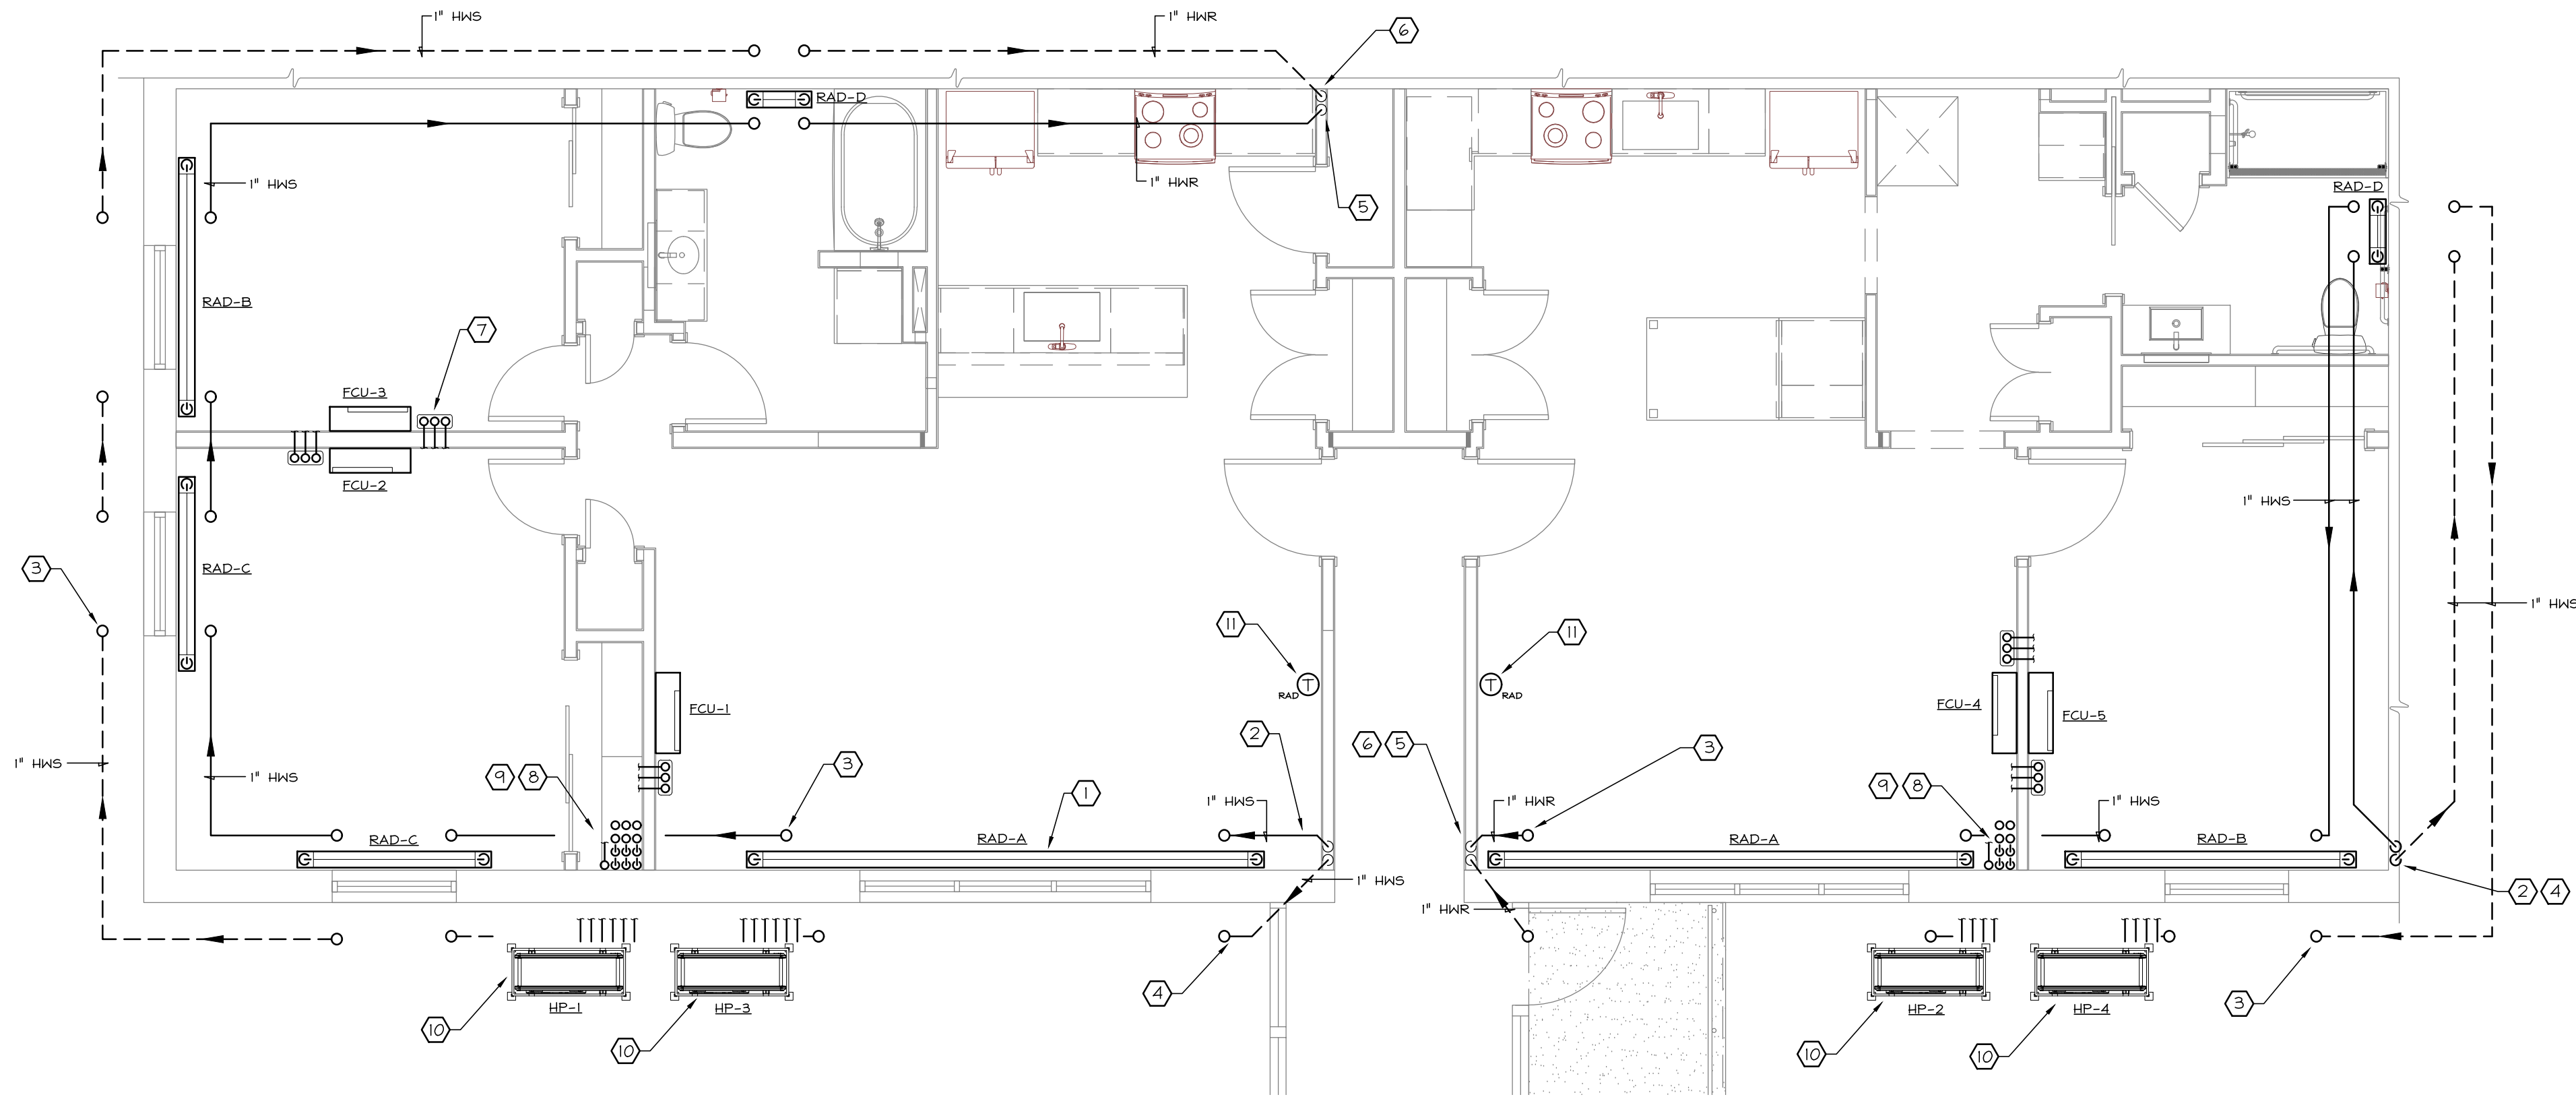 1" HWS
1" HWR
6
RAD-D
1" HWS
1" HWR
5
RAD-D
RAD-B
7
FCU-3
FCU-2
1" HWS
3
RAD-C
1" HWS
11
11
T
RAD
T
RAD
FCU-1
FCU-4
FCU-5
2
6
5
3
1" HWS
1" HWS
9
8
3
1
9
8
1" HWS
1" HWR
1" HWS
RAD-C
RAD-A
RAD-A
RAD-B
1" HWS
1" HWR
2
4
10
HP-1
10
HP-3
4
10
HP-2
10
HP-4
3